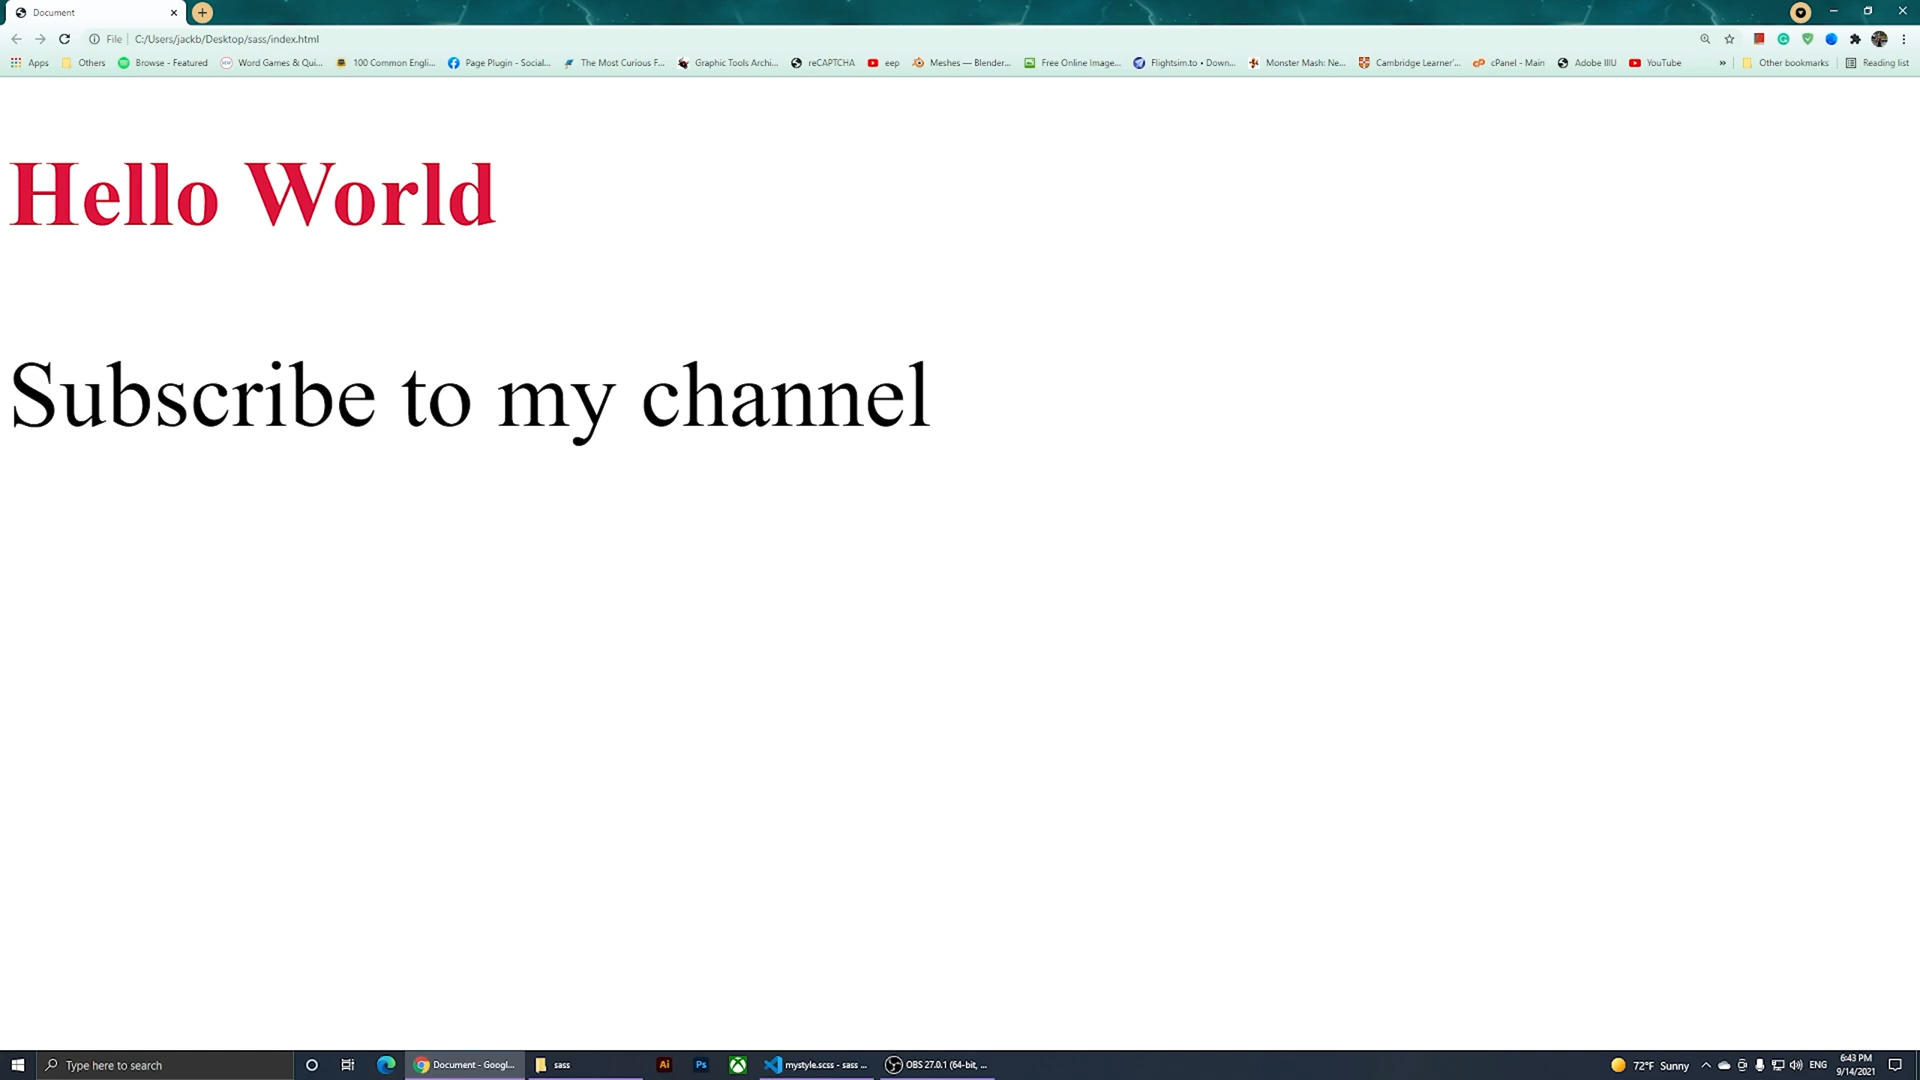 Document
File
C:/Users/jackb/Desktop/sass/index.html
Apps
Others
Browse - Featured
Word Games & Qui...
100 Common Engli...
Page Plugin - Social...
The Most Curious F...
Graphic Tools Archi...
reCAPTCHA
eep
Meshes — Blender...
Free Online Image...
Flightsim.to • Down...
Monster Mash: Ne...
Cambridge Learner'...
cPanel - Main
Adobe IIIU
YouTube
»
Other bookmarks
Reading list
Hello World
Subscribe to my channel
Type here to search
Document - Googl...
sass
Ai
Ps
mystyle.scss - sass ...
OBS 27.0.1 (64-bit, ...
72°F Sunny
ENG
6:43 PM
9/14/2021